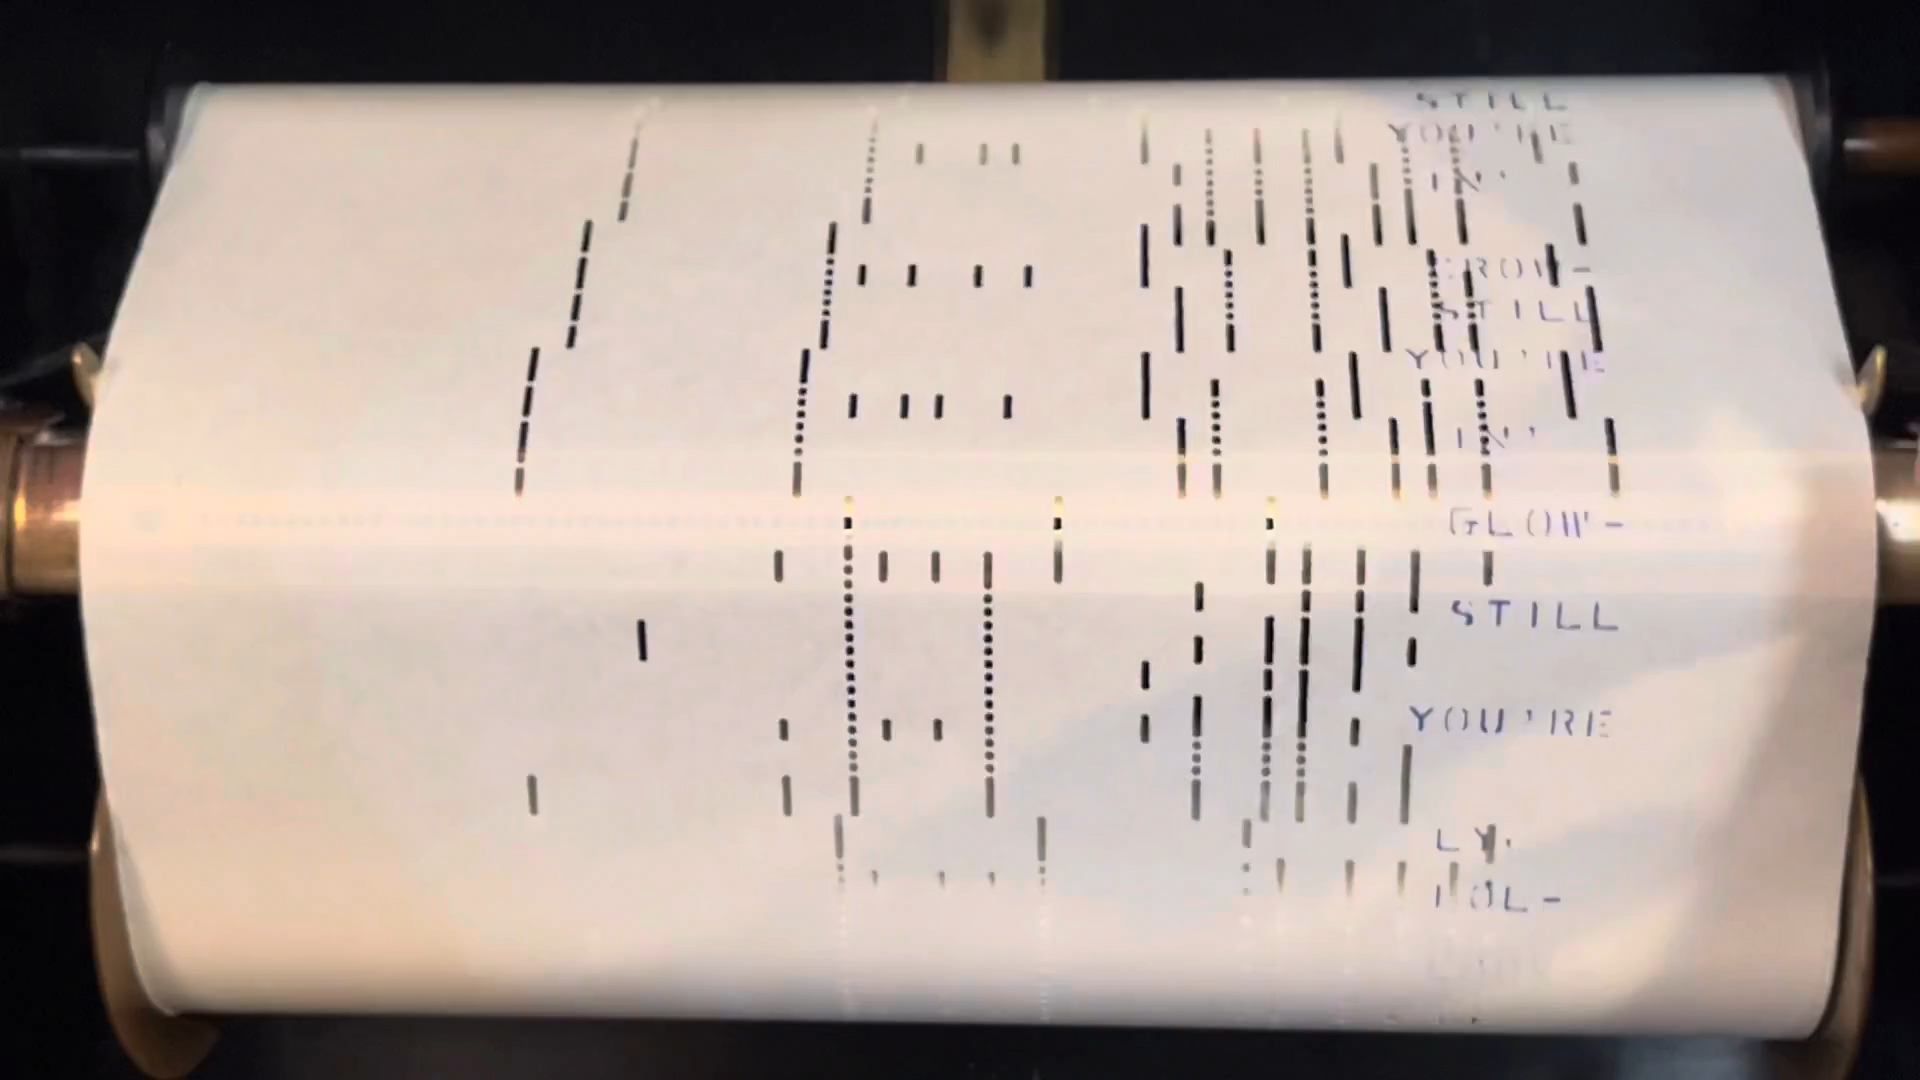 STILL
YOU'RE
IN'
GROW-
STILL
YOU'RE
IN'
GLOW-
STILL
YOU'RE
LY.
HOL-